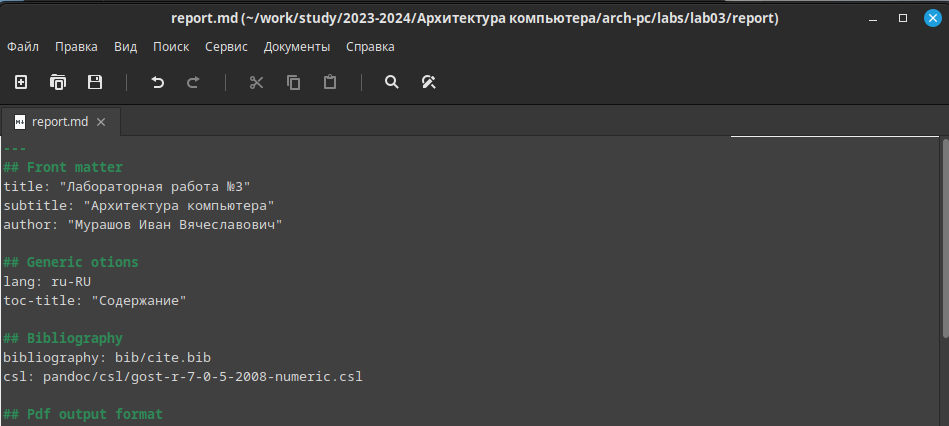 report.md (~/work/study/2023-2024/Архитектура компьютера/arch-pc/labs/lab03/report)
Файл Правка Вид Поиск Сервис Документы Справка
report.md
---
## Front matter
title: "Лабораторная работа №3"
subtitle: "Архитектура компьютера"
author: "Мурашов Иван Вячеславович"
## Generic otions
lang: ru-RU
toc-title: "Содержание"
## Bibliography
bibliography: bib/cite.bib
csl: pandoc/csl/gost-r-7-0-5-2008-numeric.csl
## Pdf output format